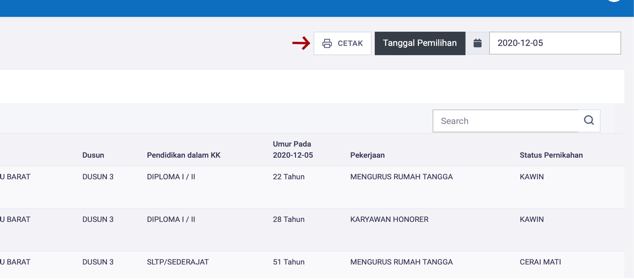 CETAK Tanggal Pemilihan 2020-12-05
Search
Dusun Pendidikan dalam KK Umur Pada 2020-12-05 Pekerjaan Status Pernikahan
U BARAT DUSUN 3 DIPLOMA I / II 22 Tahun MENGURUS RUMAH TANGGA KAWIN
U BARAT DUSUN 3 DIPLOMA I / II 28 Tahun KARYAWAN HONORER KAWIN
U BARAT DUSUN 3 SLTP/SEDERAJAT 51 Tahun MENGURUS RUMAH TANGGA CERAI MATI